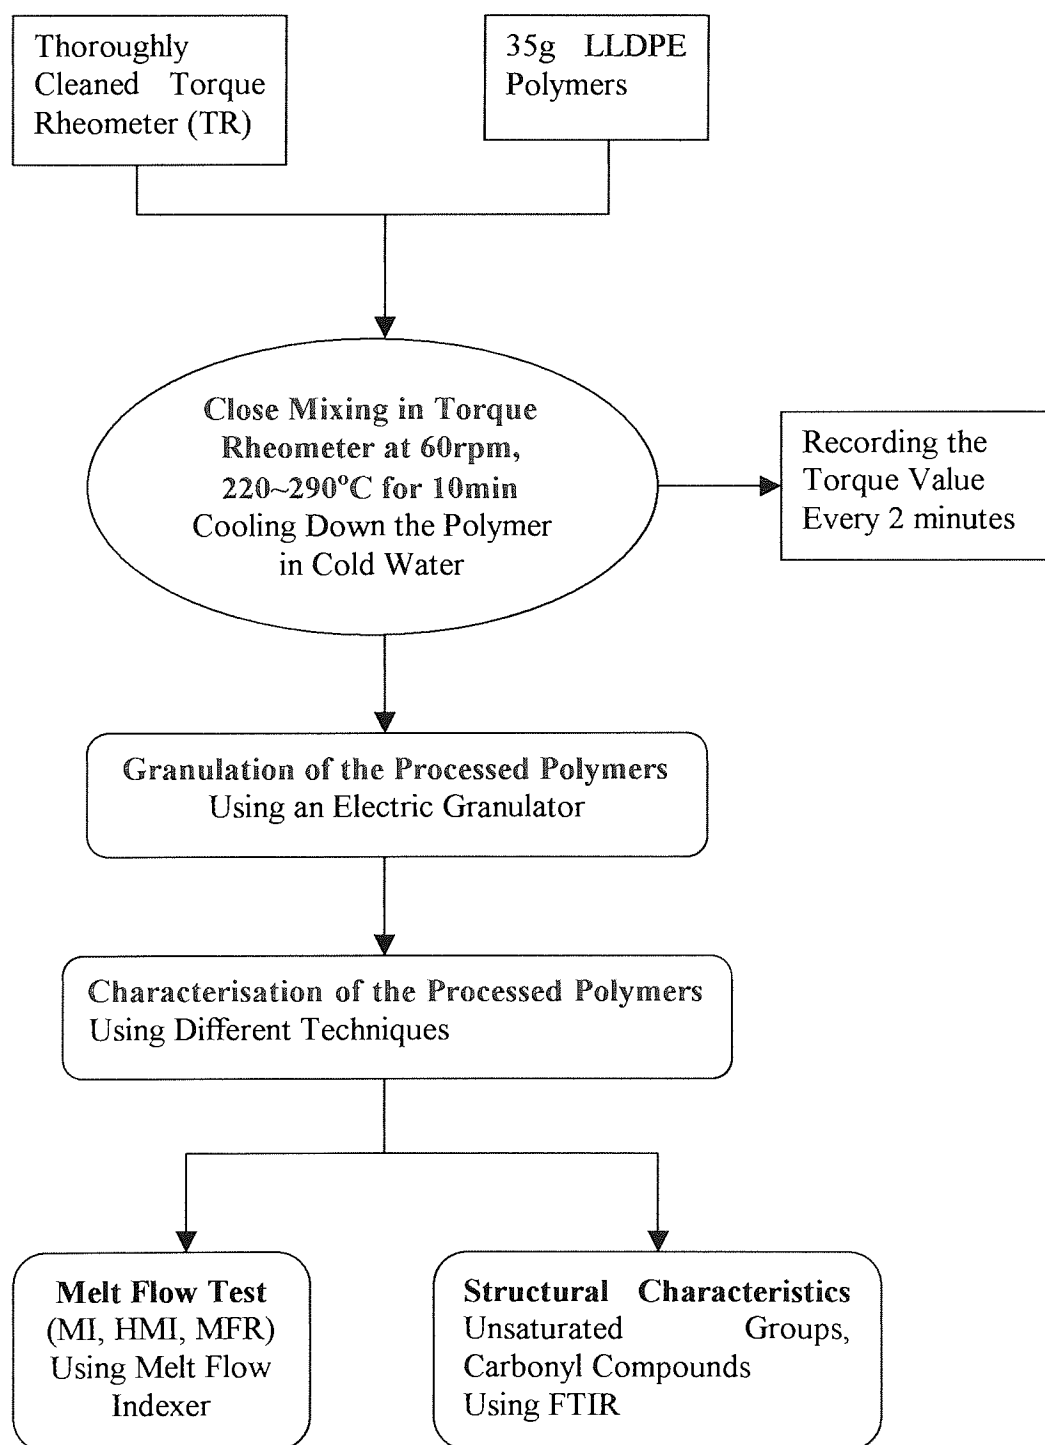 Thoroughly
Cleaned Torque
Rheometer (TR)
35g LLDPE
Polymers
Close Mixing in Torque
Rheometer at 60rpm,
220~290°C for 10min
Cooling Down the Polymer
in Cold Water
Recording the
Torque Value
Every 2 minutes
Granulation of the Processed Polymers
Using an Electric Granulator
Characterisation of the Processed Polymers
Using Different Techniques
Melt Flow Test
(MI, HMI, MFR)
Using Melt Flow
Indexer
Structural Characteristics
Unsaturated Groups,
Carbonyl Compounds
Using FTIR